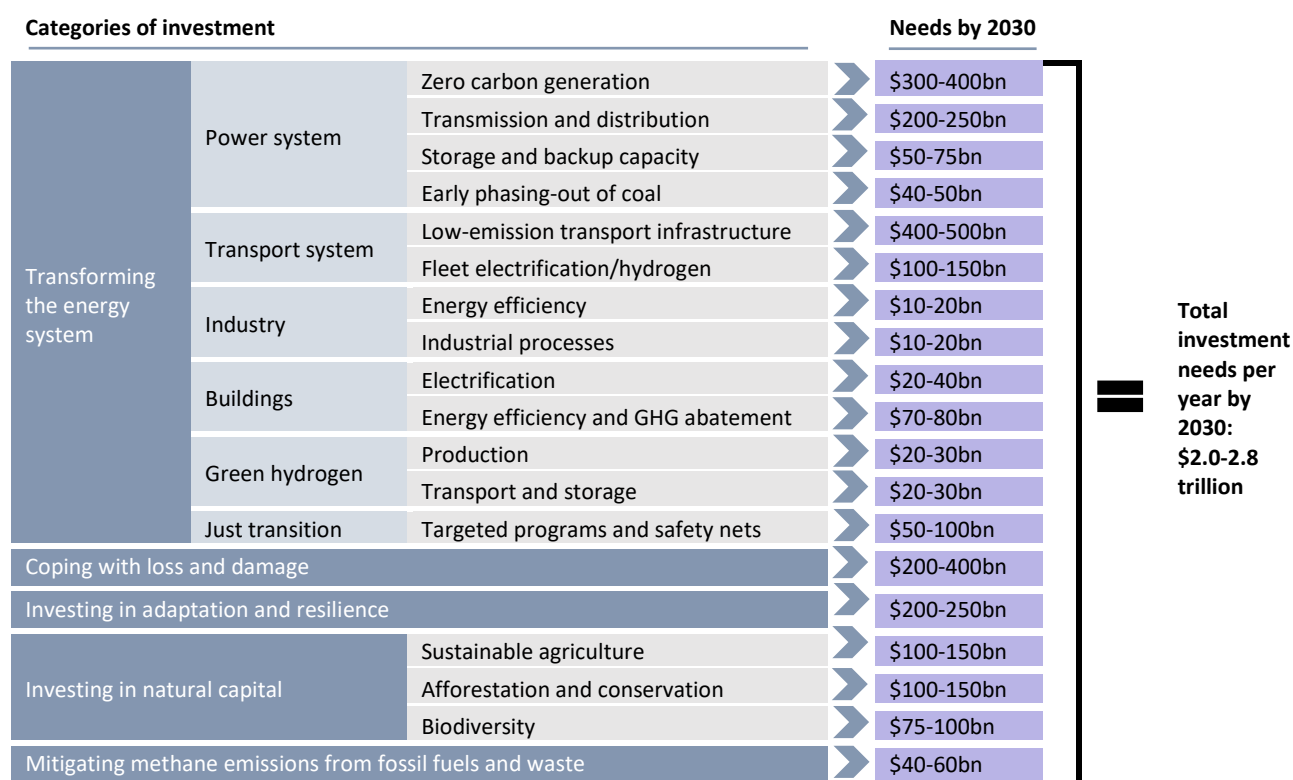 Categories of investment
Needs by 2030
Transforming
the energy
system
Power system
Zero carbon generation
$300-400bn
Transmission and distribution
$200-250bn
Storage and backup capacity
$50-75bn
Early phasing-out of coal
$40-50bn
Transport system
Low-emission transport infrastructure
$400-500bn
Fleet electrification/hydrogen
$100-150bn
Industry
Energy efficiency
$10-20bn
Industrial processes
$10-20bn
Buildings
Electrification
$20-40bn
Energy efficiency and GHG abatement
$70-80bn
Green hydrogen
Production
$20-30bn
Transport and storage
$20-30bn
Just transition
Targeted programs and safety nets
$50-100bn
Coping with loss and damage
$200-400bn
Investing in adaptation and resilience
$200-250bn
Investing in natural capital
Sustainable agriculture
$100-150bn
Afforestation and conservation
$100-150bn
Biodiversity
$75-100bn
Mitigating methane emissions from fossil fuels and waste
$40-60bn
Total
investment
needs per
year by
2030:
$2.0-2.8
trillion